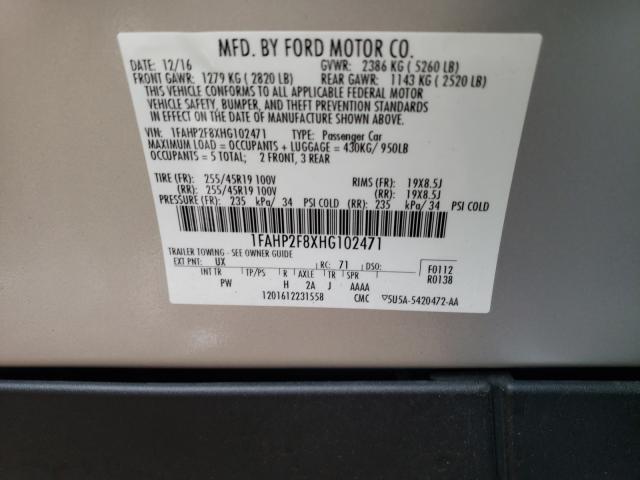 MFD. BY FORD MOTOR CO.
DATE: 12/16 GVWR: 2386 KG ( 5260 LB)
FRONT GAWR: 1279 KG ( 2820 LB) REAR GAWR: 1143 KG ( 2520 LB)
THIS VEHICLE CONFORMS TO ALL APPLICABLE FEDERAL MOTOR
VEHICLE SAFETY, BUMPER, AND THEFT PREVENTION STANDARDS
IN EFFECT ON THE DATE OF MANUFACTURE SHOWN ABOVE.
VIN: 1FAHP2F8XHG102471 TYPE: Passenger Car
MAXIMUM LOAD = OCCUPANTS + LUGGAGE = 430KG/ 950LB
OCCUPANTS = 5 TOTAL; 2 FRONT, 3 REAR
TIRE (FR): 255/45R19 100V RIMS (FR): 19X8.5J
(RR): 255/45R19 100V (RR): 19X8.5J
PRESSURE (FR): 235 kPa/ 34 PSI COLD (RR): 235 kPa/ 34 PSI COLD
1FAHP2F8XHG102471
TRAILER TOWING - SEE OWNER GUIDE
EXT PNT: UX RC: 71 DSO: F0112
INT TR TP/PS R AXLE TR SPR R0138
PW H 2A J AAAA
1201612231558 CMC 5U5A-5420472-AA